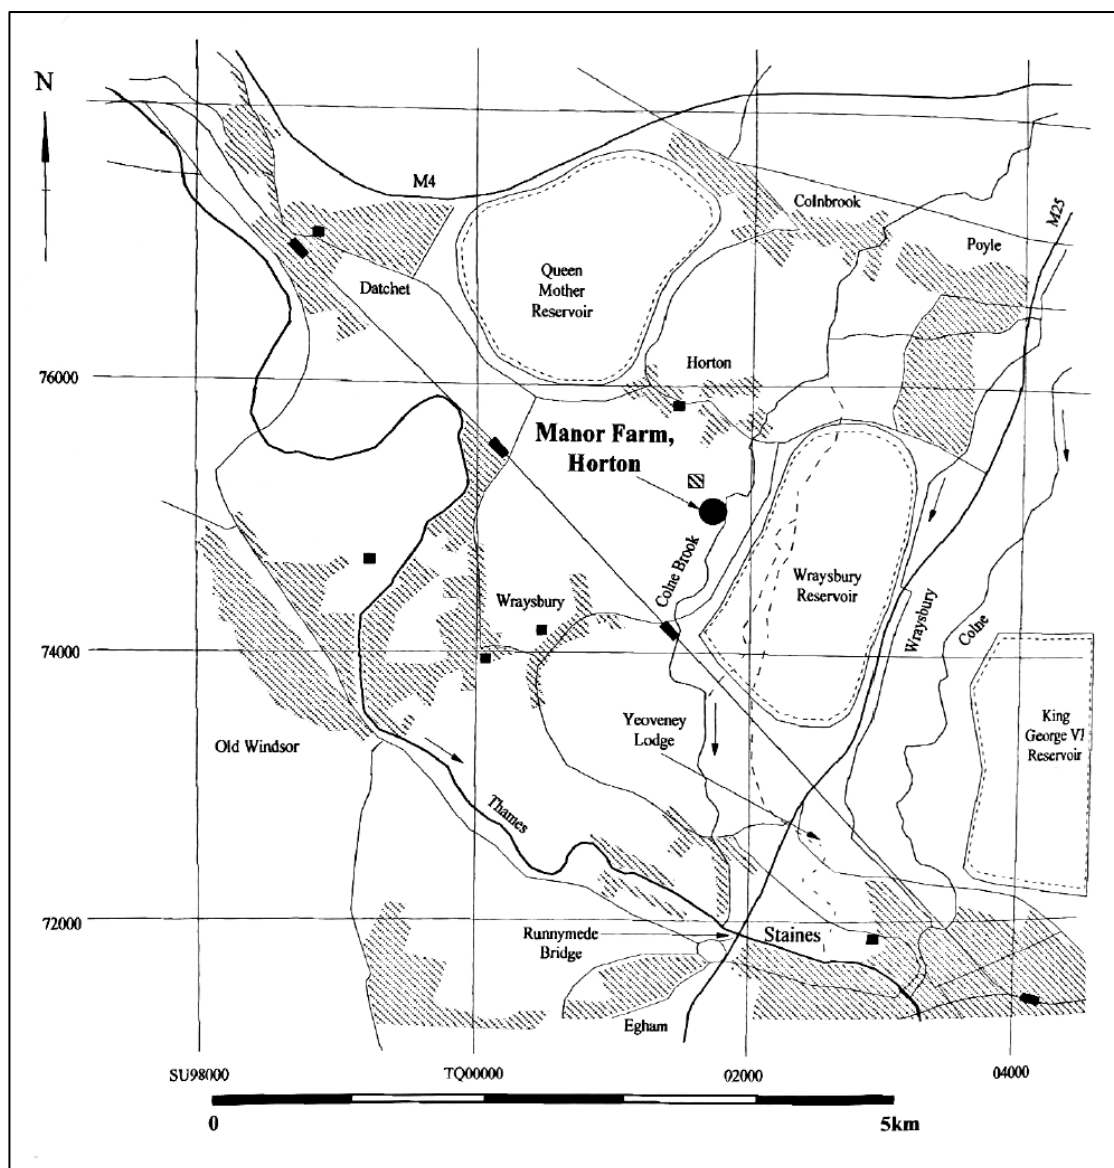 N
M4
Colnbrook
M25
Poyle
Queen
Mother
Reservoir
Datchet
Horton
76000
Manor Farm,
Horton
Colne Brook
Wraysbury
Reservoir
Wraysbury
Wraysbury
Colne
74000
Yeoveney
Lodge
King
George VI
Reservoir
Old Windsor
Thames
72000
Runnymede
Bridge
Staines
Egham
SU98000
TQ00000
02000
04000
0
5km